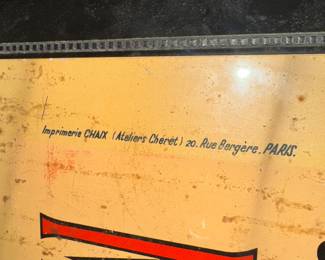 Imprimerie CHAIX (Ateliers Chéret) 20. Rue Bergère. PARIS.